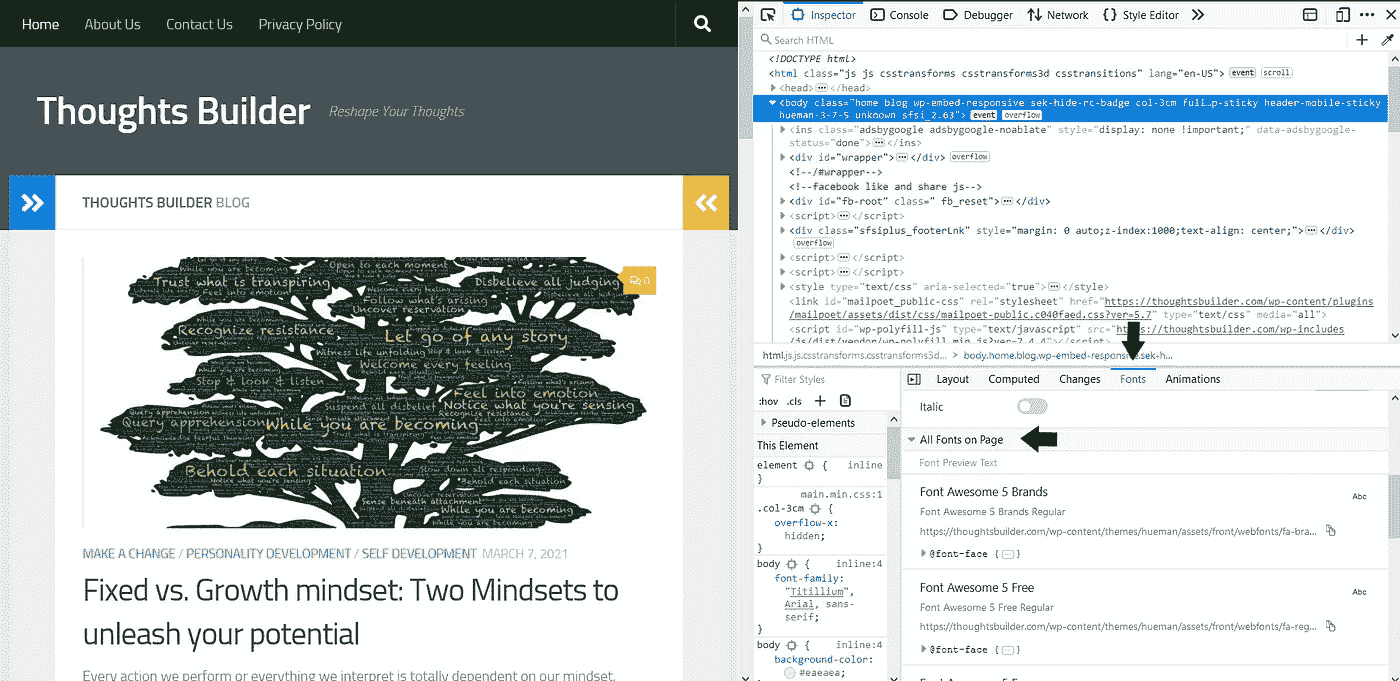 Home About Us Contact Us Privacy Policy
Thoughts Builder Reshape Your Thoughts
THOUGHTS BUILDER BLOG
0
Open to each moment
While you are becoming
Trust what is transpiring
Disbelieve all judging
Feel into emotion
Follow what's arising
Uncover reservation
Recognize resistance
Let go of any story
Witness life unfolding Stop & look & listen
Welcome every feeling
Stop & look & listen
Feel into emotion
Suspend all disbelief Notice what you're sensing
Query apprehension
Recognize resistance
Query apprehension While you are becoming
Acknowledge fearful thinking
Behold each situation
Slow down all responding
Behold each situation
Uncover reservation
Sense beneath attachment
While you are becoming
While you are becoming
MAKE A CHANGE / PERSONALITY DEVELOPMENT / SELF DEVELOPMENT MARCH 7, 2021
Fixed vs. Growth mindset: Two Mindsets to
unleash your potential
Every action we perform or everything we interpret is totally dependent on our mindset.
Inspector Console Debugger Network {} Style Editor
Search HTML
<!DOCTYPE html>
<html class="js js csstransforms csstransforms3d csstransitions" lang="en-US"> event scroll
<head>…</head>
<body class="home blog wp-embed-responsive sek-hide-rc-badge col-3cm full…p-sticky header-mobile-sticky
hueman-3-7-5 unknown sfsi_2.63"> event overflow
<ins class="adsbygoogle adsbygoogle-noablate" style="display: none !important;" data-adsbygoogle-
status="done">…</ins>
<div id="wrapper">…</div> overflow
<!--/#wrapper-->
<!--facebook like and share js-->
<div id="fb-root" class=" fb_reset">…</div>
<script>…</script>
<div class="sfsiplus_footerLnk" style="margin: 0 auto;z-index:1000;text-align: center;">…</div>
overflow
<script>…</script>
<script>…</script>
<style type="text/css" aria-selected="true">…</style>
<link id="mailpoet_public-css" rel="stylesheet" href="https://thoughtsbuilder.com/wp-content/plugins
/mailpoet/assets/dist/css/mailpoet-public.c040faed.css?ver=5.7" type="text/css" media="all">
<script id="wp-polyfill-js" type="text/javascript" src="https://thoughtsbuilder.com/wp-includes
/js/dist/vendor/wp-polyfill.min.js?ver=7.4.4"></script>
html.js.js.csstransforms.csstransforms3d... > body.home.blog.wp-embed-responsive.sek-h...
Filter Styles
:hov .cls +
Pseudo-elements
This Element
element { inline
}
main.min.css:1
.col-3cm {
overflow-x:
hidden;
}
body { inline:4
font-family:
"Titillium",
Arial, sans-
serif;
}
body { inline:4
background-color:
#eaeaea;
Layout Computed Changes Fonts Animations
Italic
All Fonts on Page
Font Preview Text
Font Awesome 5 Brands Abc
Font Awesome 5 Brands Regular
https://thoughtsbuilder.com/wp-content/themes/hueman/assets/front/webfonts/fa-bra...
@font-face {…}
Font Awesome 5 Free Abc
Font Awesome 5 Free Regular
https://thoughtsbuilder.com/wp-content/themes/hueman/assets/front/webfonts/fa-reg...
@font-face {…}